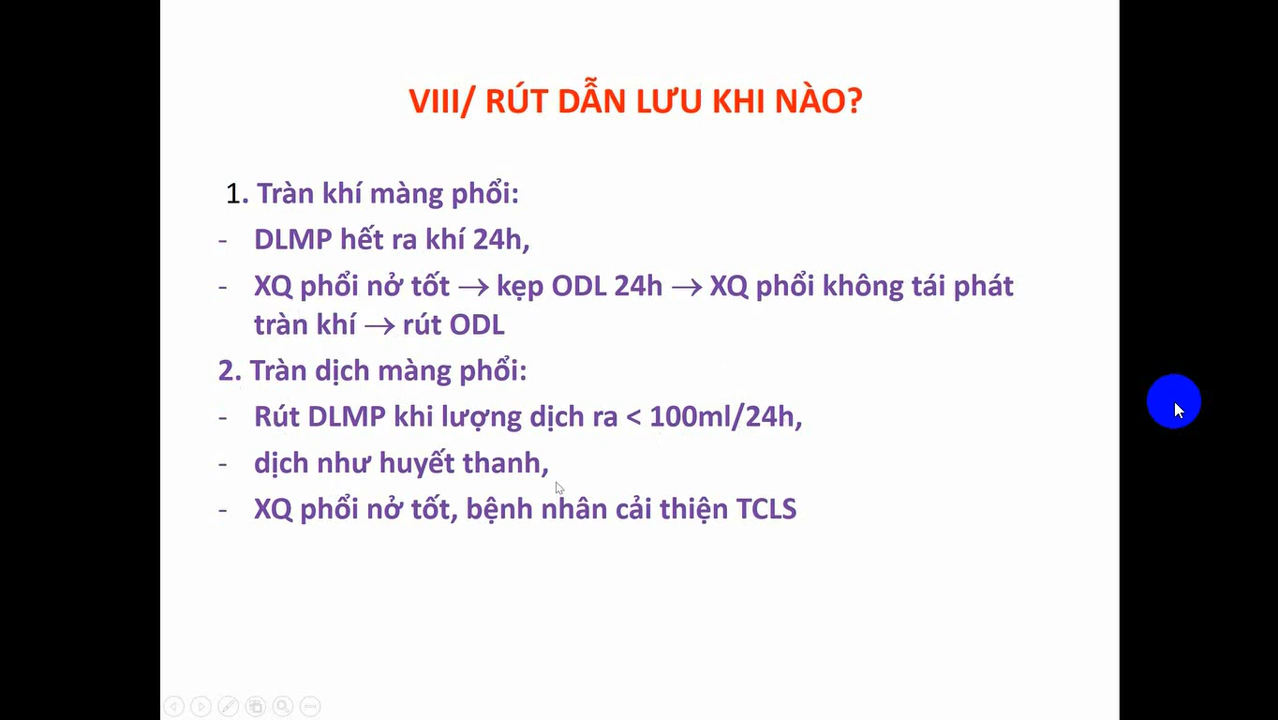 VIII/ RÚT DẪN LƯU KHI NÀO?
1. Tràn khí màng phổi:
- DLMP hết ra khí 24h,
- XQ phổi nở tốt → kẹp ODL 24h → XQ phổi không tái phát
tràn khí → rút ODL
2. Tràn dịch màng phổi:
- Rút DLMP khi lượng dịch ra < 100ml/24h,
- dịch như huyết thanh,
- XQ phổi nở tốt, bệnh nhân cải thiện TCLS